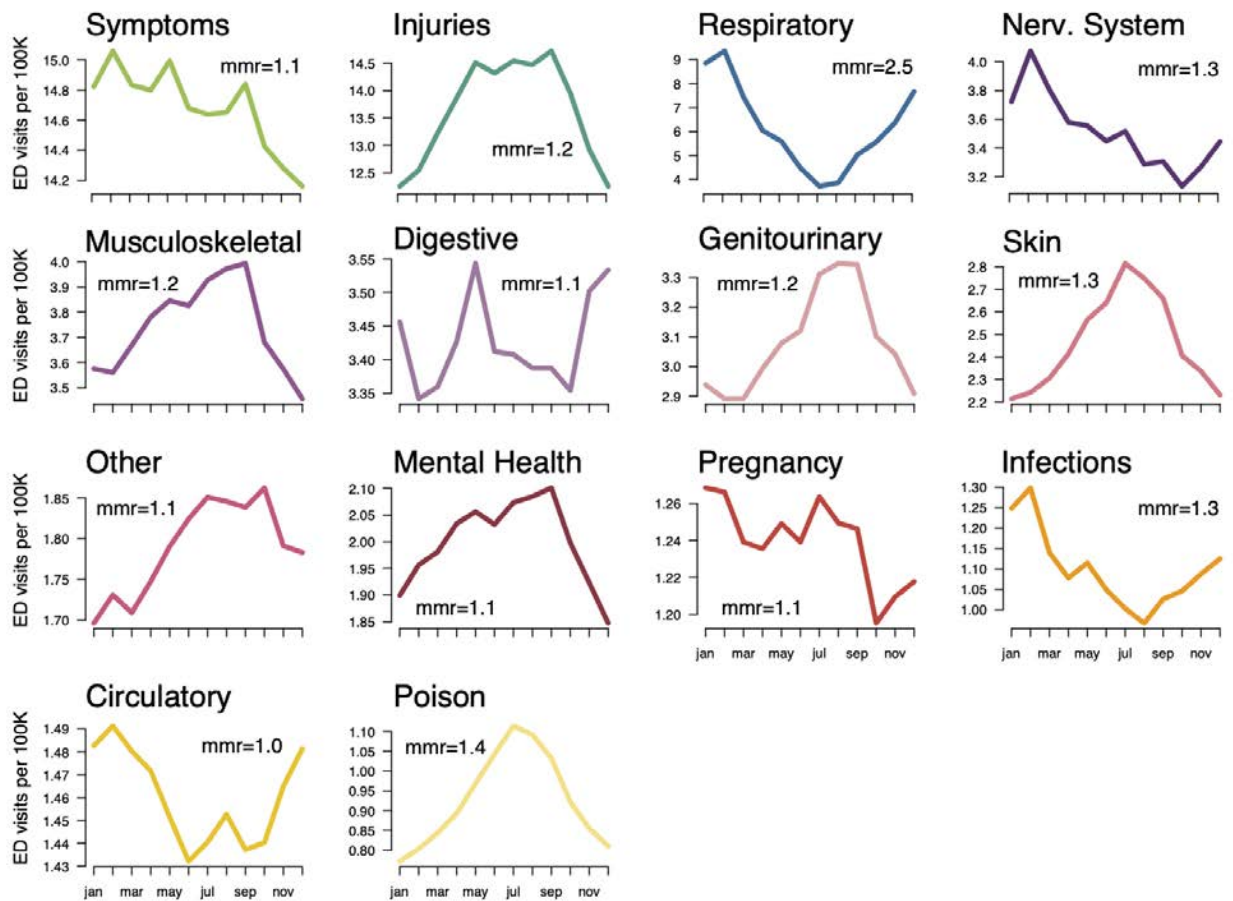 Symptoms
Injuries
Respiratory
Nerv. System
ED visits per 100K
15.0
14.8
14.6
14.4
14.2
mmr=1.1
14.5
14.0
13.5
13.0
12.5
mmr=1.2
9
8
7
6
5
4
mmr=2.5
4.0
3.8
3.6
3.4
3.2
mmr=1.3
Musculoskeletal
Digestive
Genitourinary
Skin
ED visits per 100K
4.0
3.9
3.8
3.7
3.6
3.5
mmr=1.2
3.55
3.50
3.45
3.40
3.35
mmr=1.1
3.3
3.2
3.1
3.0
2.9
mmr=1.2
2.8
2.7
2.6
2.5
2.4
2.3
2.2
mmr=1.3
Other
Mental Health
Pregnancy
Infections
ED visits per 100K
1.85
1.80
1.75
1.70
mmr=1.1
2.10
2.05
2.00
1.95
1.90
1.85
mmr=1.1
1.26
1.24
1.22
1.20
mmr=1.1
jan mar may jul sep nov
1.30
1.25
1.20
1.15
1.10
1.05
1.00
mmr=1.3
jan mar may jul sep nov
Circulatory
Poison
ED visits per 100K
1.49
1.48
1.47
1.46
1.45
1.44
1.43
mmr=1.0
jan mar may jul sep nov
1.10
1.05
1.00
0.95
0.90
0.85
0.80
mmr=1.4
jan mar may jul sep nov